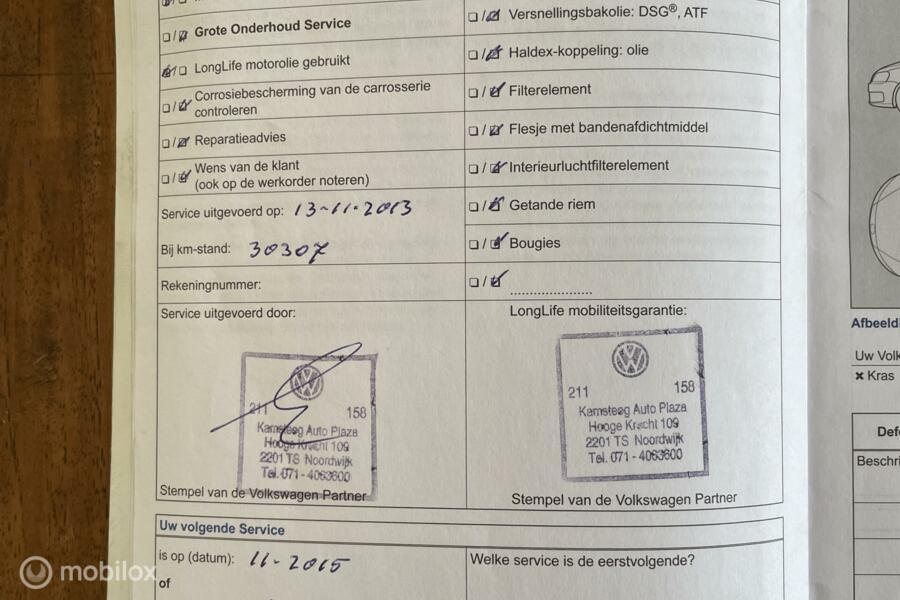 Grote Onderhoud Service
LongLife motorolie gebruikt
Corrosiebescherming van de carrosserie
controleren
Reparatieadvies
Wens van de klant
(ook op de werkorder noteren)
Service uitgevoerd op: 13-11-2013
Bij km-stand: 30307
Rekeningnummer:
Service uitgevoerd door:
211 158
Kamsteeg Auto Plaza
Hooge Kracht 109
2201 TS Noordwijk
Tel. 071 - 4063600
Stempel van de Volkswagen Partner
Versnellingsbakolie: DSG®, ATF
Haldex-koppeling: olie
Filterelement
Flesje met bandenafdichtmiddel
Interieurluchtfilterelement
Getande riem
Bougies
....................
LongLife mobiliteitsgarantie:
211 158
Kamsteeg Auto Plaza
Hooge Kracht 109
2201 TS Noordwijk
Tel. 071 - 4063600
Stempel van de Volkswagen Partner
Uw volgende Service
is op (datum): 11-2015
of
Welke service is de eerstvolgende?
Uw Volk
× Kras
mobilox